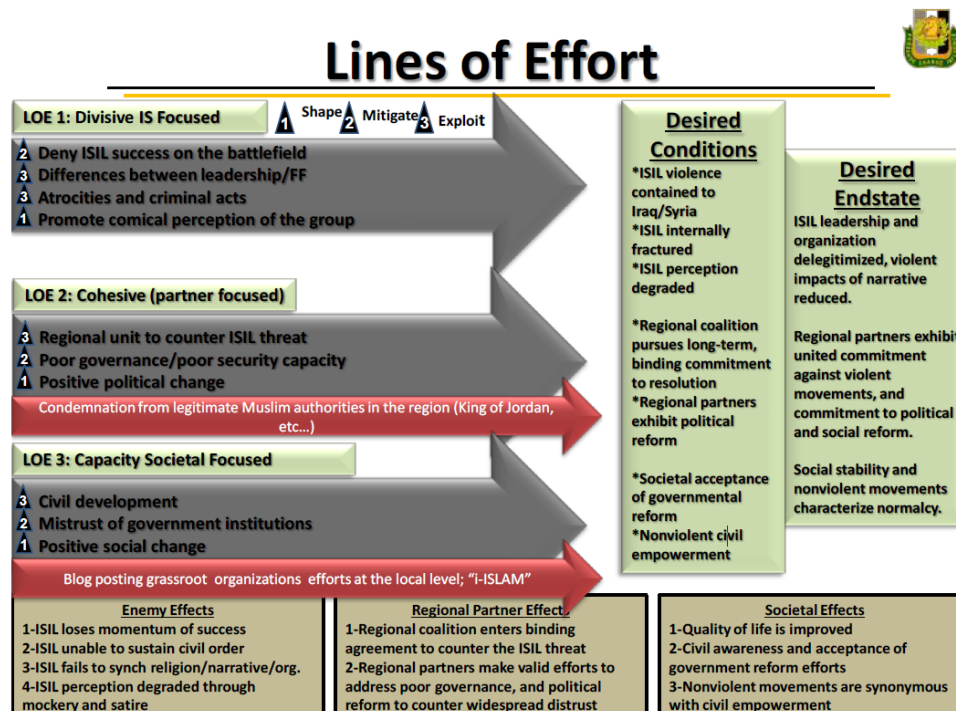 Lines of Effort
LOE 1: Divisive IS Focused
1 Shape 2 Mitigate 3 Exploit
2 Deny ISIL success on the battlefield
3 Differences between leadership/FF
3 Atrocities and criminal acts
1 Promote comical perception of the group
LOE 2: Cohesive (partner focused)
3 Regional unit to counter ISIL threat
2 Poor governance/poor security capacity
1 Positive political change
Condemnation from legitimate Muslim authorities in the region (King of Jordan,
etc...)
LOE 3: Capacity Societal Focused
3 Civil development
2 Mistrust of government institutions
1 Positive social change
Blog posting grassroot organizations efforts at the local level; “i-ISLAM”
Desired
Conditions
*ISIL violence
contained to
Iraq/Syria
*ISIL internally
fractured
*ISIL perception
degraded
*Regional coalition
pursues long-term,
binding commitment
to resolution
*Regional partners
exhibit political
reform
*Societal acceptance
of governmental
reform
*Nonviolent civil
empowerment
Desired
Endstate
ISIL leadership and
organization
delegitimized, violent
impacts of narrative
reduced.
Regional partners exhibit
united commitment
against violent
movements, and
commitment to political
and social reform.
Social stability and
nonviolent movements
characterize normalcy.
Enemy Effects
1-ISIL loses momentum of success
2-ISIL unable to sustain civil order
3-ISIL fails to synch religion/narrative/org.
4-ISIL perception degraded through
mockery and satire
Regional Partner Effects
1-Regional coalition enters binding
agreement to counter the ISIL threat
2-Regional partners make valid efforts to
address poor governance, and political
reform to counter widespread distrust
Societal Effects
1-Quality of life is improved
2-Civil awareness and acceptance of
government reform efforts
3-Nonviolent movements are synonymous
with civil empowerment